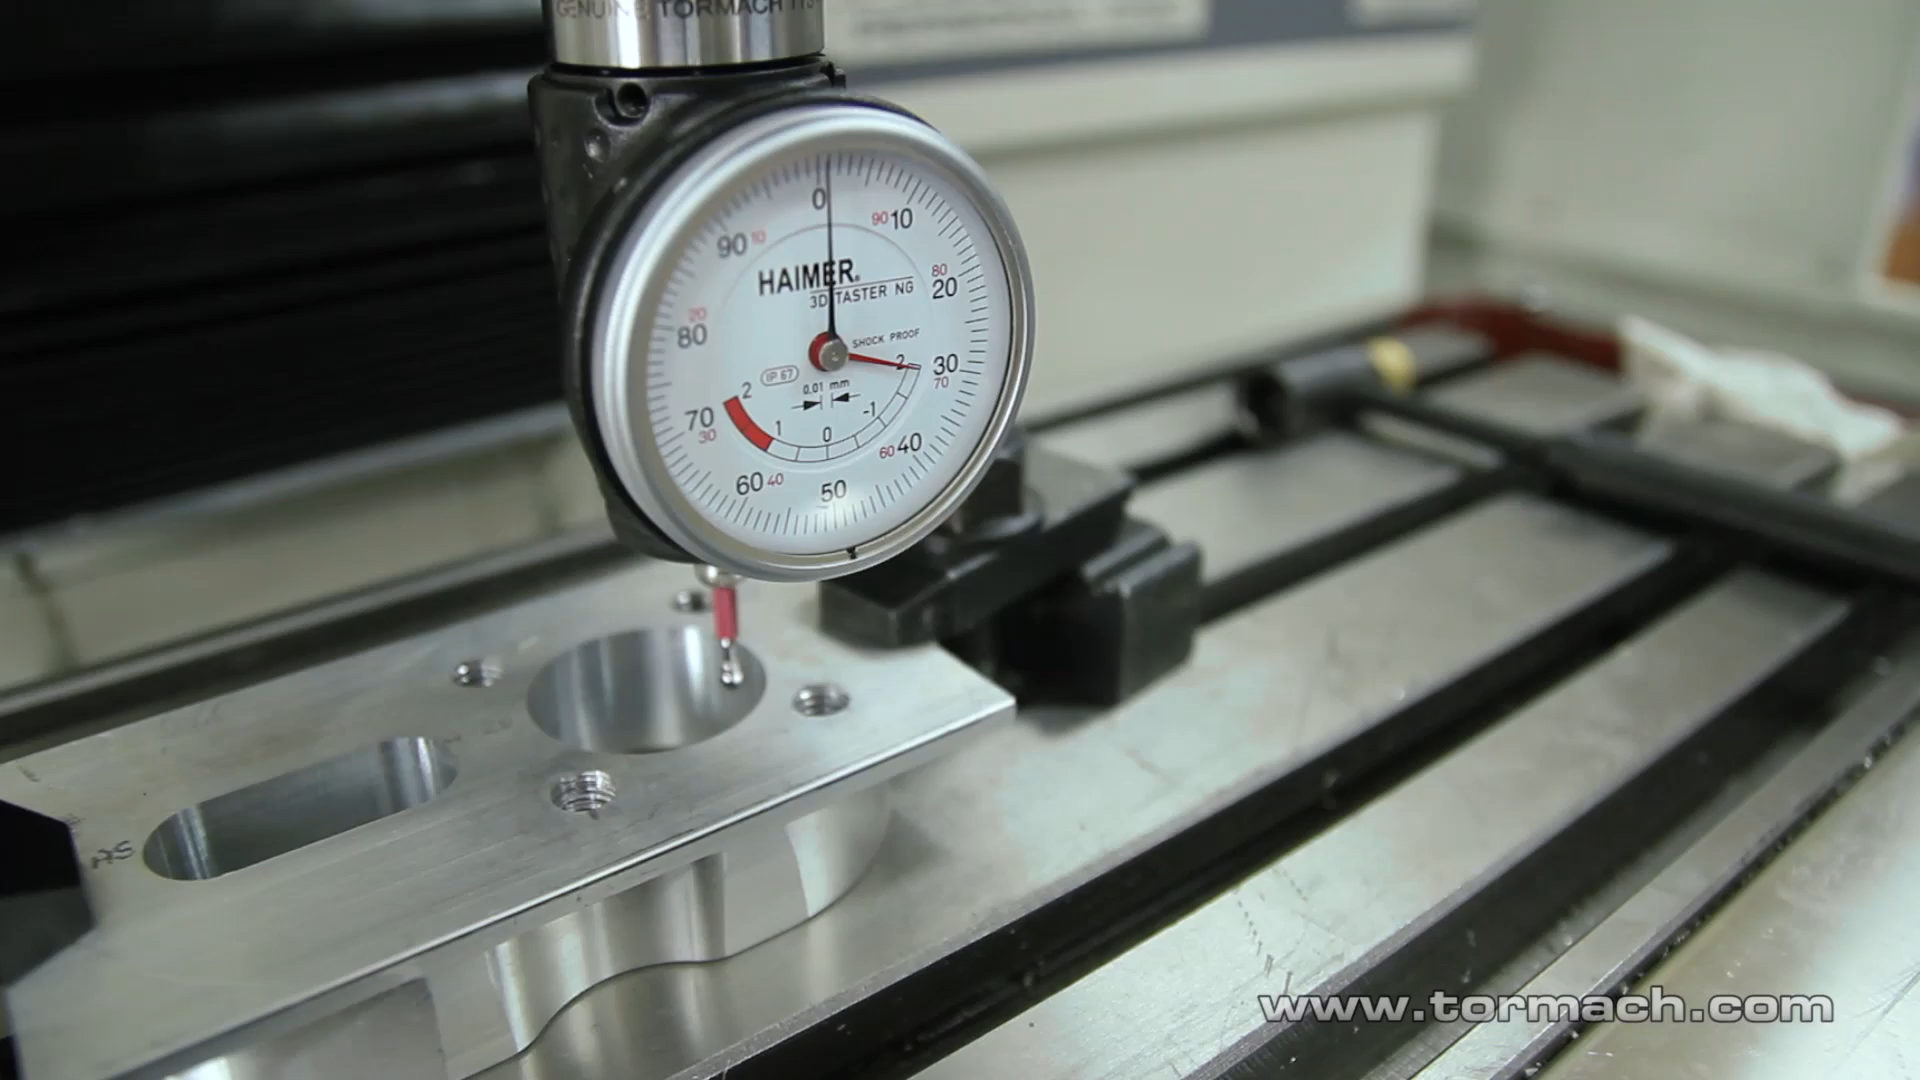 GENUINE TORMACH TTS
0
90 10
90 10
80
20
20
80
HAIMER®
3D TASTER NG
SHOCK PROOF
IP 67
0.01 mm
2
2
1
0
-1
30
70
70
30
60 40
40
60
50
www.tormach.com